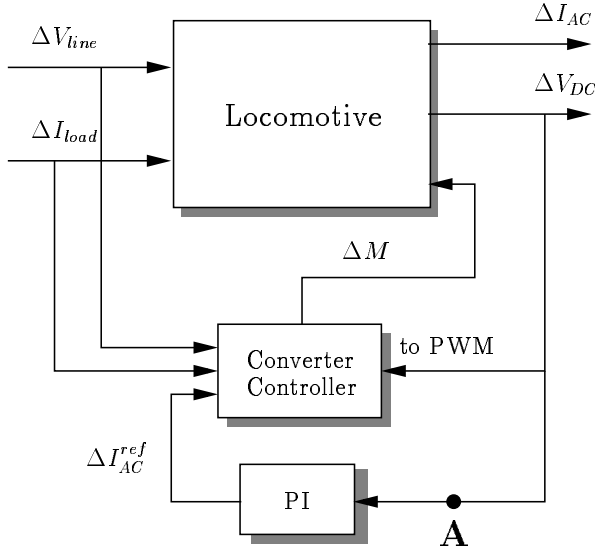 ΔV_line
ΔI_AC
ΔV_DC
Locomotive
ΔI_load
ΔM
to PWM
Converter
Controller
ΔI_AC^ref
PI
A